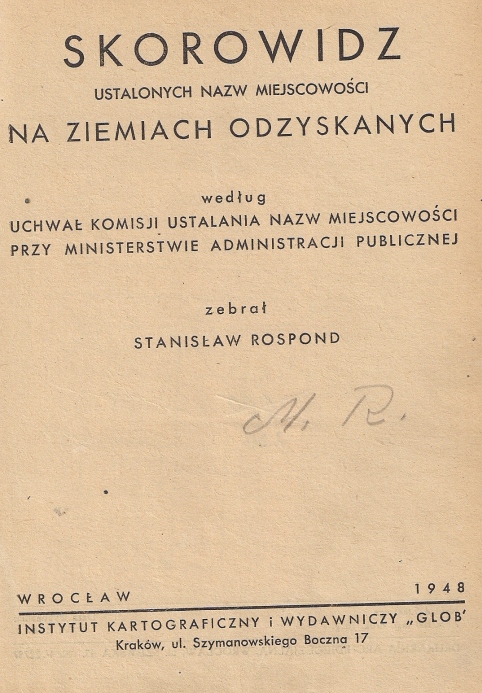 SKOROWIDZ
USTALONYCH NAZW MIEJSCOWOŚCI
NA ZIEMIACH ODZYSKANYCH
według
UCHWAŁ KOMISJI USTALANIA NAZW MIEJSCOWOŚCI
PRZY MINISTERSTWIE ADMINISTRACJI PUBLICZNEJ
zebrał
STANISŁAW ROSPOND
M. R.
WROCŁAW 1948
INSTYTUT KARTOGRAFICZNY i WYDAWNICZY „GLOB'
Kraków, ul. Szymanowskiego Boczna 17